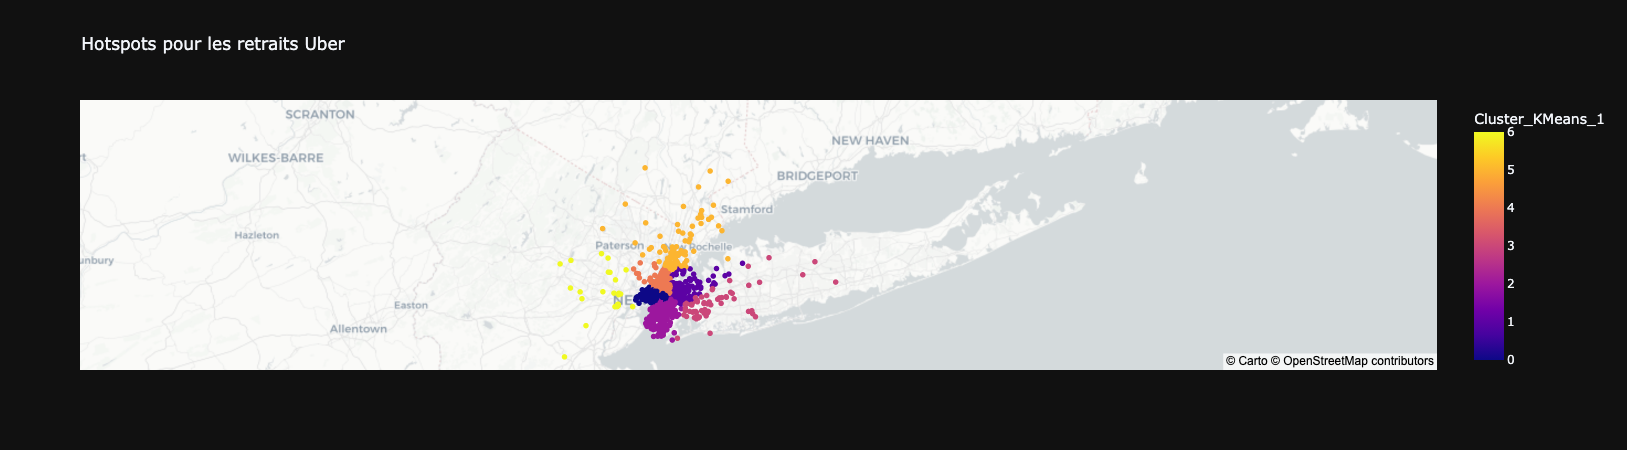 Hotspots pour les retraits Uber
SCRANTON
NEW HAVEN
WILKES-BARRE
BRIDGEPORT
Stamford
Hazleton
Paterson
New Rochelle
unbury
NE
Easton
Allentown
© Carto © OpenStreetMap contributors
Cluster_KMeans_1
6
5
4
3
2
1
0